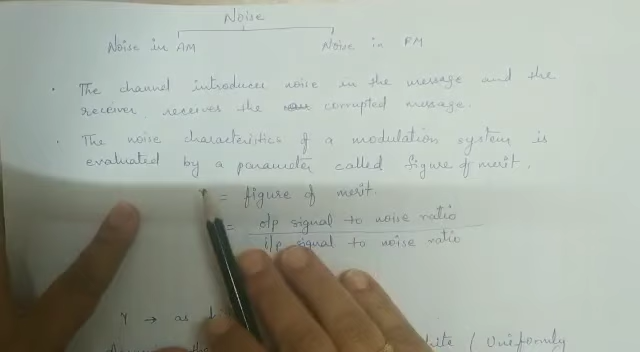 Noise
Noise in AM Noise in FM
The channel introduces noise in the message and the
receiver receives the corrupted message.
The noise characteristics of a modulation system is
evaluated by a parameter called figure of merit.
= figure of merit.
= o/p signal to noise ratio
i/p signal to noise ratio
γ → as
(Uniformly